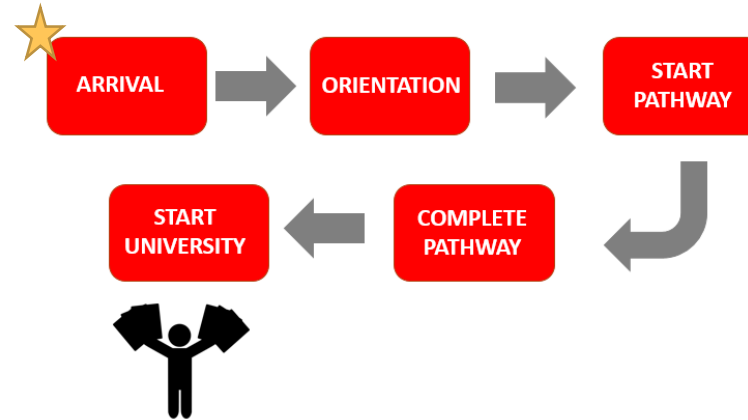 ARRIVAL
ORIENTATION
START
PATHWAY
COMPLETE
PATHWAY
START
UNIVERSITY